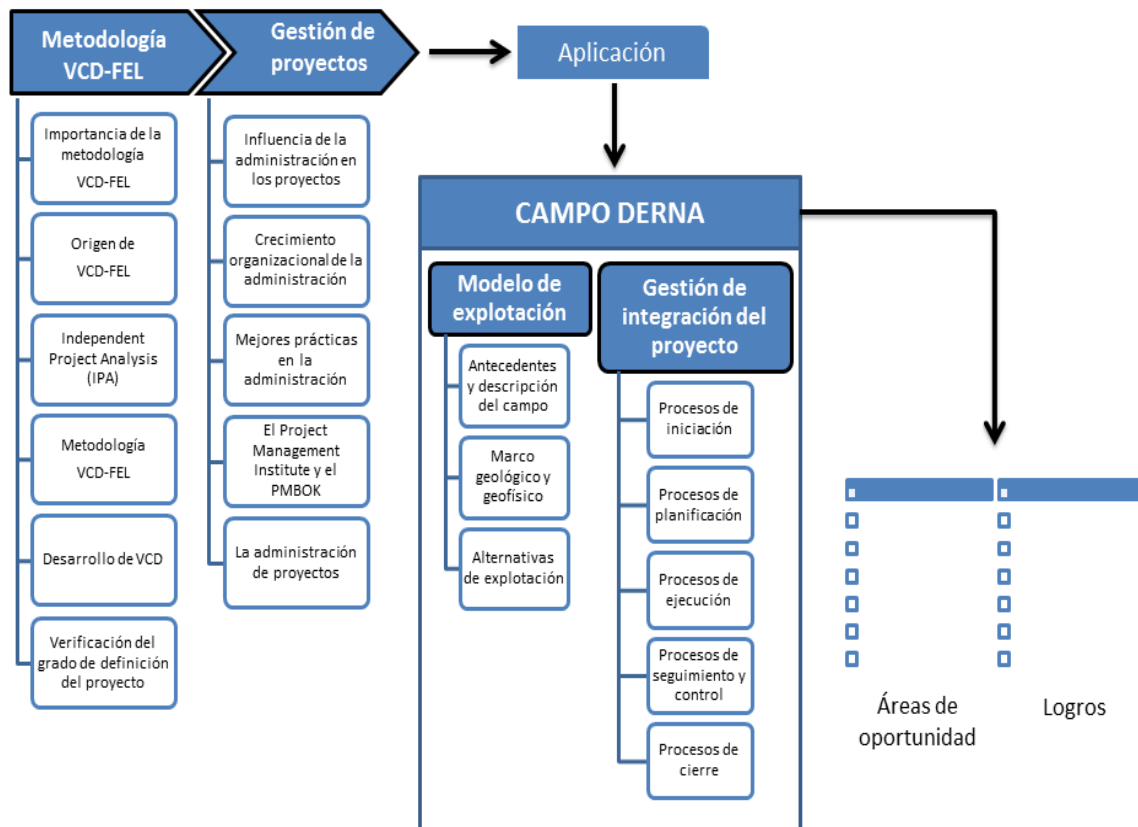 Metodología
VCD-FEL
Importancia de la
metodología
VCD-FEL
Origen de
VCD-FEL
Independent
Project Analysis
(IPA)
Metodología
VCD-FEL
Desarrollo de VCD
Verificación del
grado de definición
del proyecto
Gestión de
proyectos
Influencia de la
administración en
los proyectos
Crecimiento
organizacional de la
administración
Mejores prácticas en
la administración
El Project
Management
Institute y el
PMBOK
La administración
de proyectos
Aplicación
CAMPO DERNA
Modelo de
explotación
Antecedentes
y descripción
del campo
Marco
geológico y
geofísico
Alternativas
de explotación
Gestión de
integración del
proyecto
Procesos de
iniciación
Procesos de
planificación
Procesos de
ejecución
Procesos de
seguimiento y
control
Procesos de
cierre
Áreas de
oportunidad
Logros